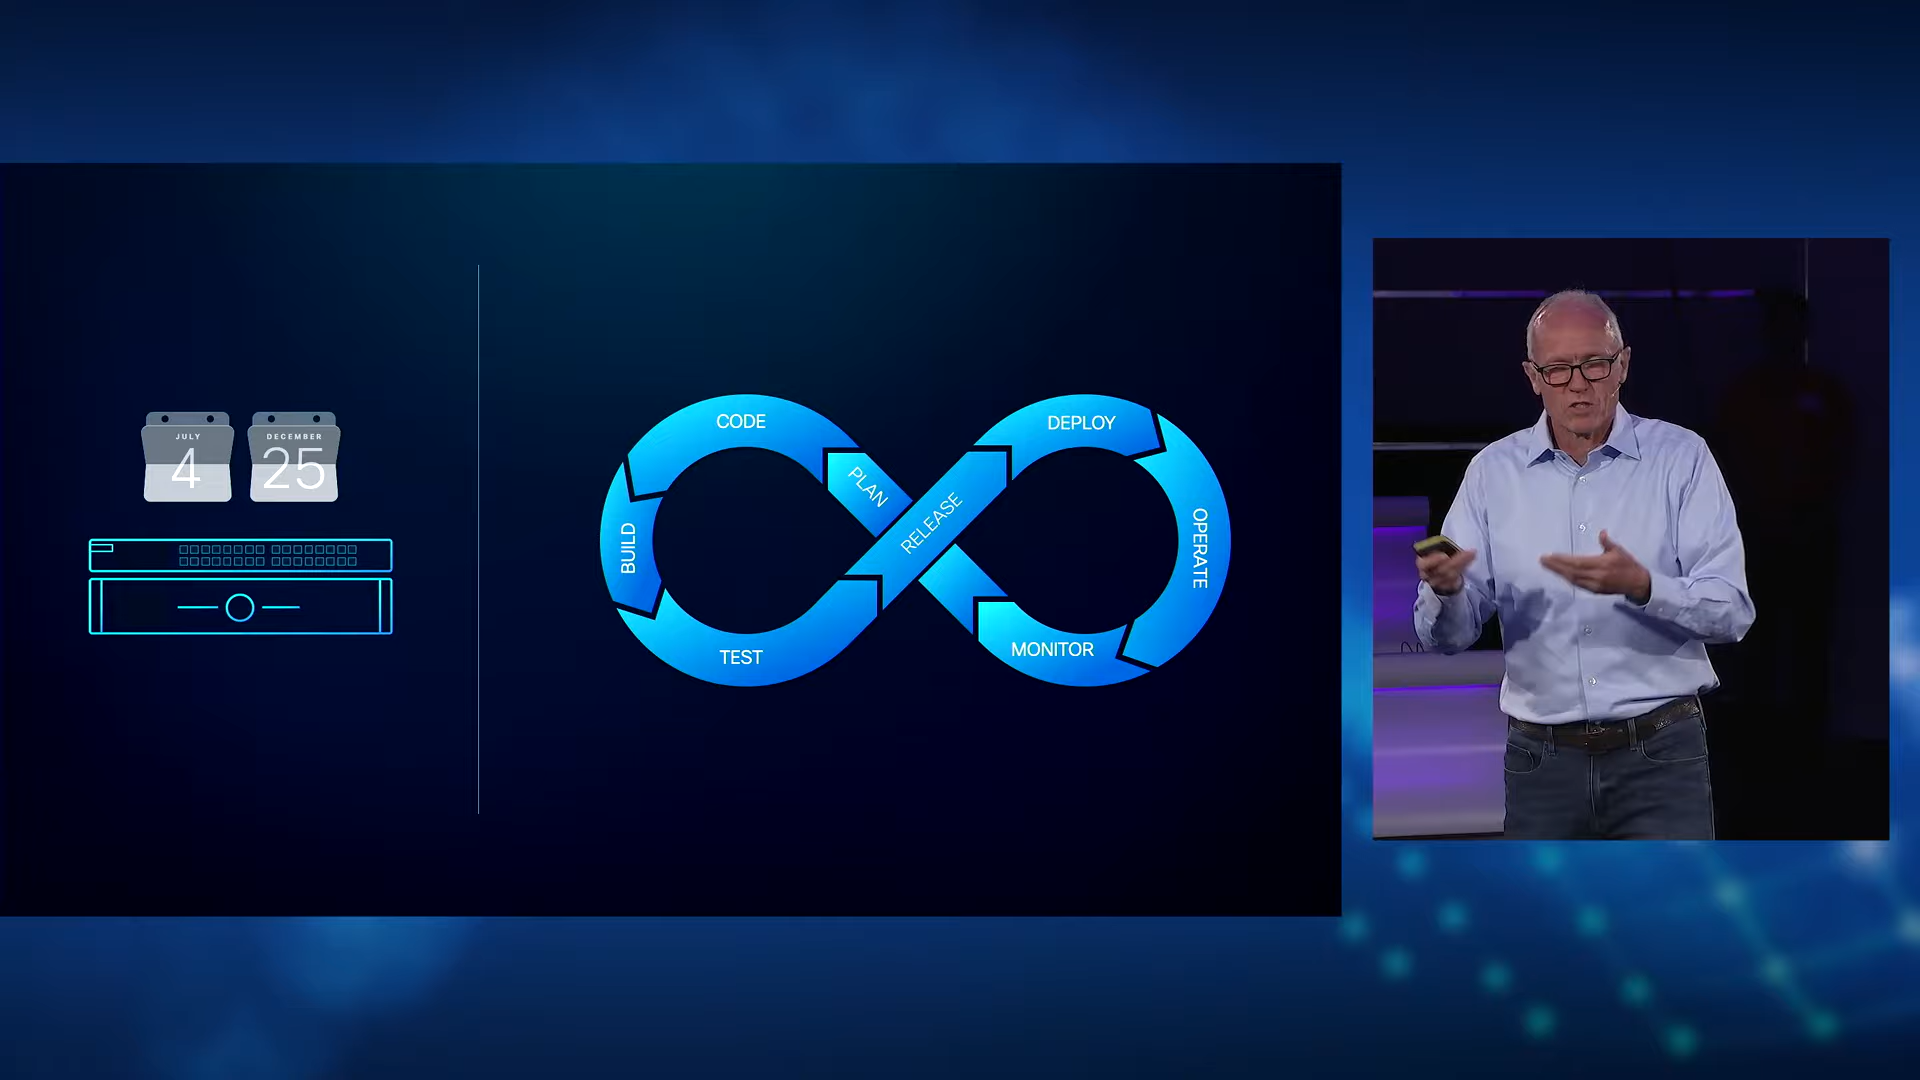 JULY
4
DECEMBER
25
PLAN
CODE
BUILD
TEST
RELEASE
DEPLOY
OPERATE
MONITOR